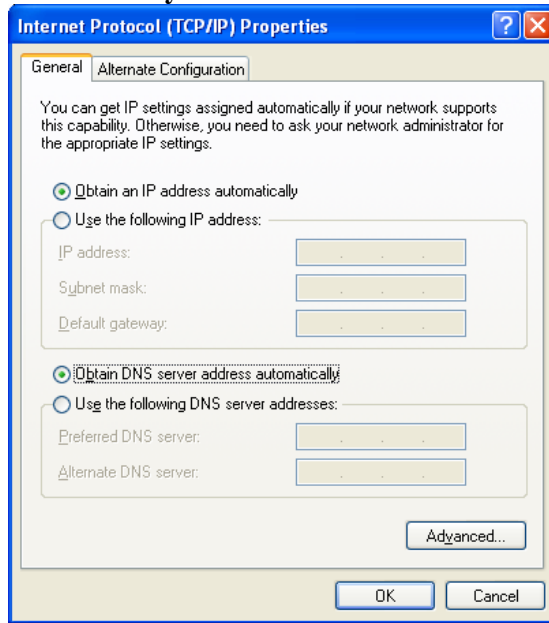 Internet Protocol (TCP/IP) Properties
General
Alternate Configuration
You can get IP settings assigned automatically if your network supports
this capability. Otherwise, you need to ask your network administrator for
the appropriate IP settings.
Obtain an IP address automatically
Use the following IP address:
IP address:
Subnet mask:
Default gateway:
Obtain DNS server address automatically
Use the following DNS server addresses:
Preferred DNS server:
Alternate DNS server:
Advanced...
OK
Cancel